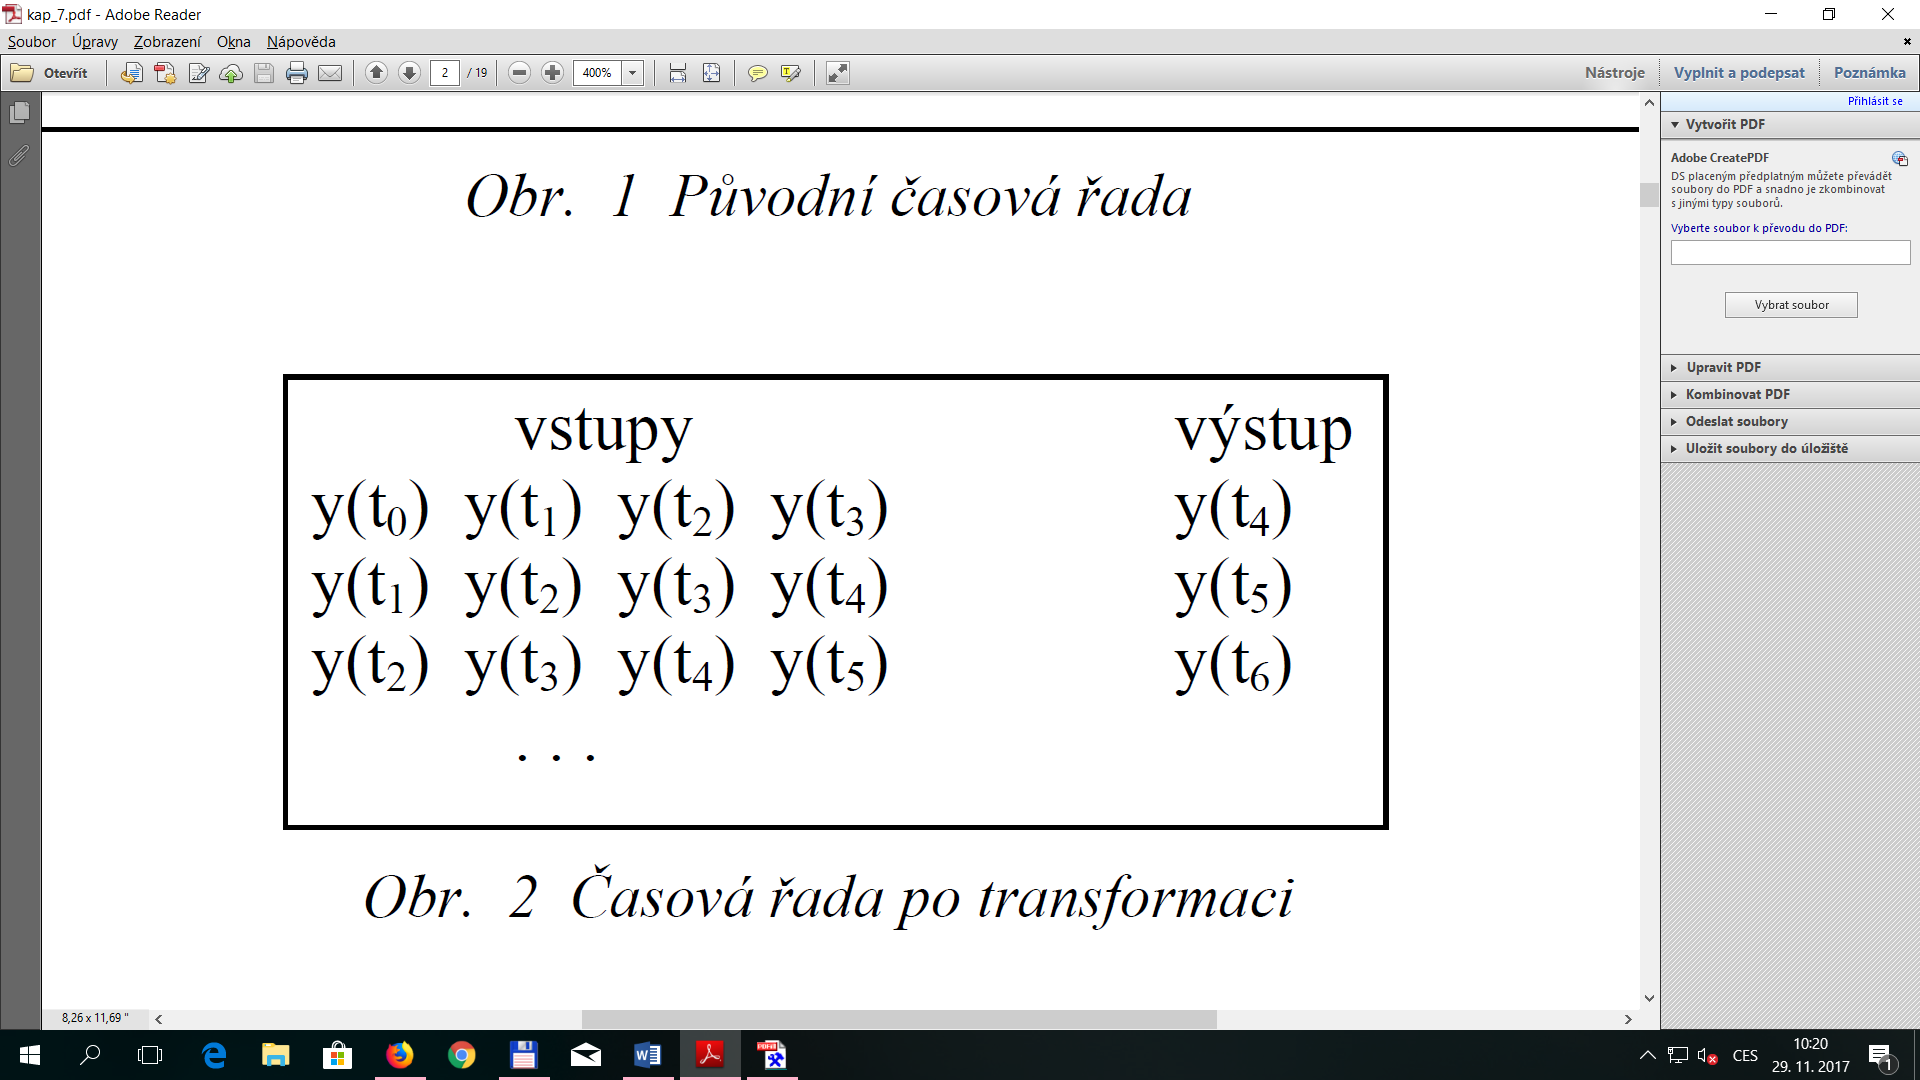 kap_7.pdf - Adobe Reader
Soubor Úpravy Zobrazení Okna Nápověda
Otevřít 2 / 19 400% Nástroje Vyplnit a podepsat Poznámka
Přihlásit se
Vytvořit PDF
Adobe CreatePDF
DS placeným předplatným můžete převádět
soubory do PDF a snadno je zkombinovat
s jinými typy souborů.
Vyberte soubor k převodu do PDF:
Vybrat soubor
Upravit PDF
Kombinovat PDF
Odeslat soubory
Uložit soubory do úložiště
Obr. 1 Původní časová řada
vstupy výstup
y(t0) y(t1) y(t2) y(t3) y(t4)
y(t1) y(t2) y(t3) y(t4) y(t5)
y(t2) y(t3) y(t4) y(t5) y(t6)
. . .
Obr. 2 Časová řada po transformaci
8,26 x 11,69 "
CES
10:20
29. 11. 2017
1